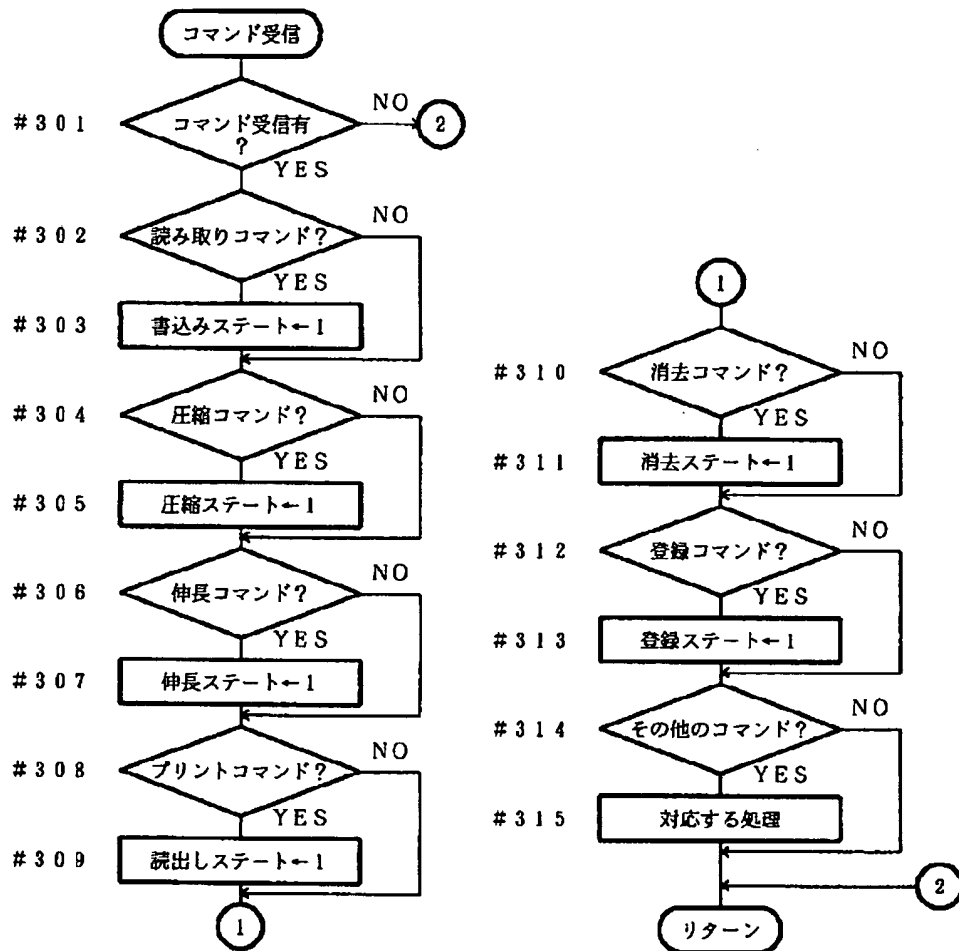 コマンド受信
#301
コマンド受信有
?
NO
2
YES
#302
読み取りコマンド?
NO
YES
#303
書込みステート←1
#304
圧縮コマンド?
NO
YES
#305
圧縮ステート←1
#306
伸長コマンド?
NO
YES
#307
伸長ステート←1
#308
プリントコマンド?
NO
YES
#309
読出しステート←1
1
1
#310
消去コマンド?
NO
YES
#311
消去ステート←1
#312
登録コマンド?
NO
YES
#313
登録ステート←1
#314
その他のコマンド?
NO
YES
#315
対応する処理
2
リターン